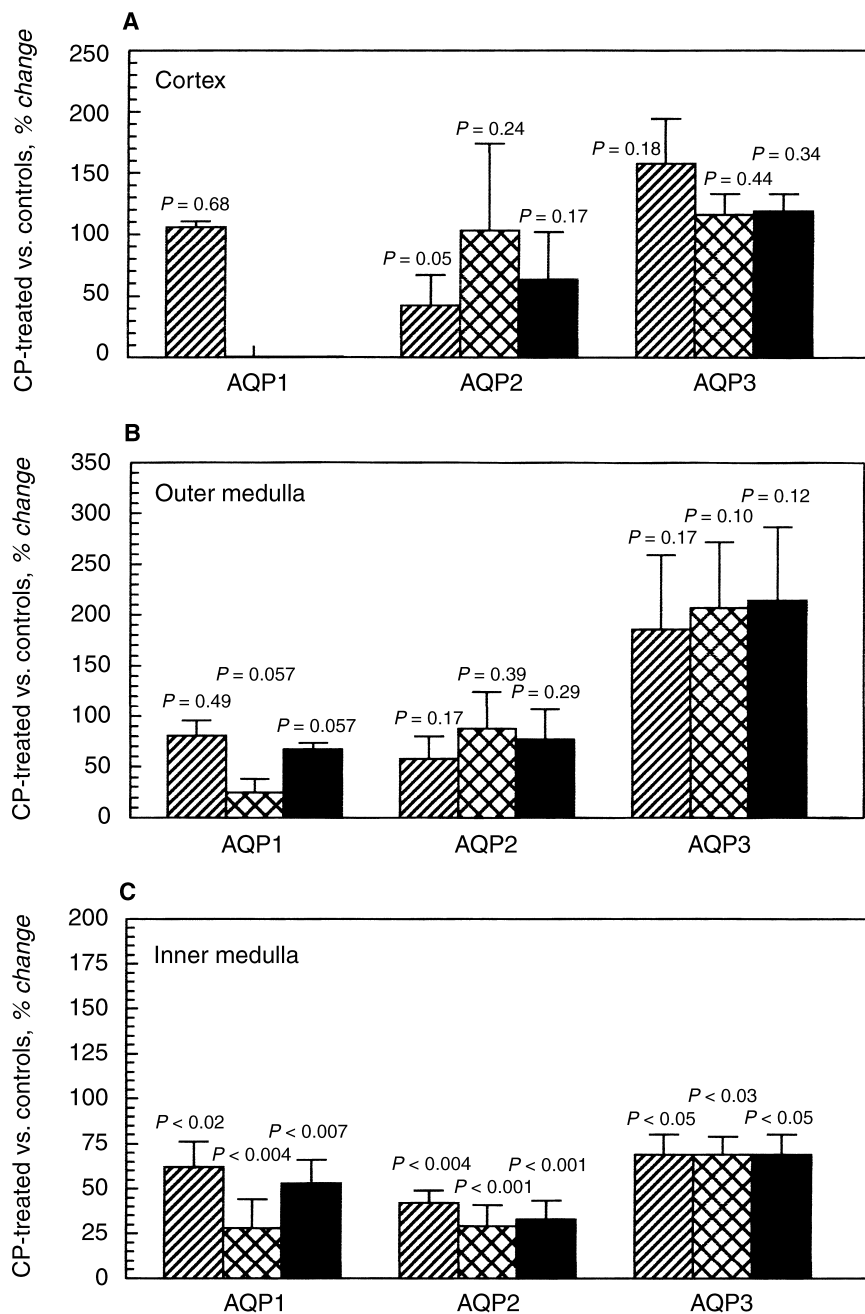 A
CP-treated vs. controls, % change
250
200
150
100
50
0
Cortex
P = 0.68
P = 0.05
P = 0.24
P = 0.17
P = 0.18
P = 0.44
P = 0.34
AQP1 AQP2 AQP3
B
CP-treated vs. controls, % change
350
300
250
200
150
100
50
0
Outer medulla
P = 0.49
P = 0.057
P = 0.057
P = 0.17
P = 0.39
P = 0.29
P = 0.17
P = 0.10
P = 0.12
AQP1 AQP2 AQP3
C
CP-treated vs. controls, % change
200
175
150
125
100
75
50
25
0
Inner medulla
P < 0.02
P < 0.004
P < 0.007
P < 0.004
P < 0.001
P < 0.001
P < 0.05
P < 0.03
P < 0.05
AQP1 AQP2 AQP3